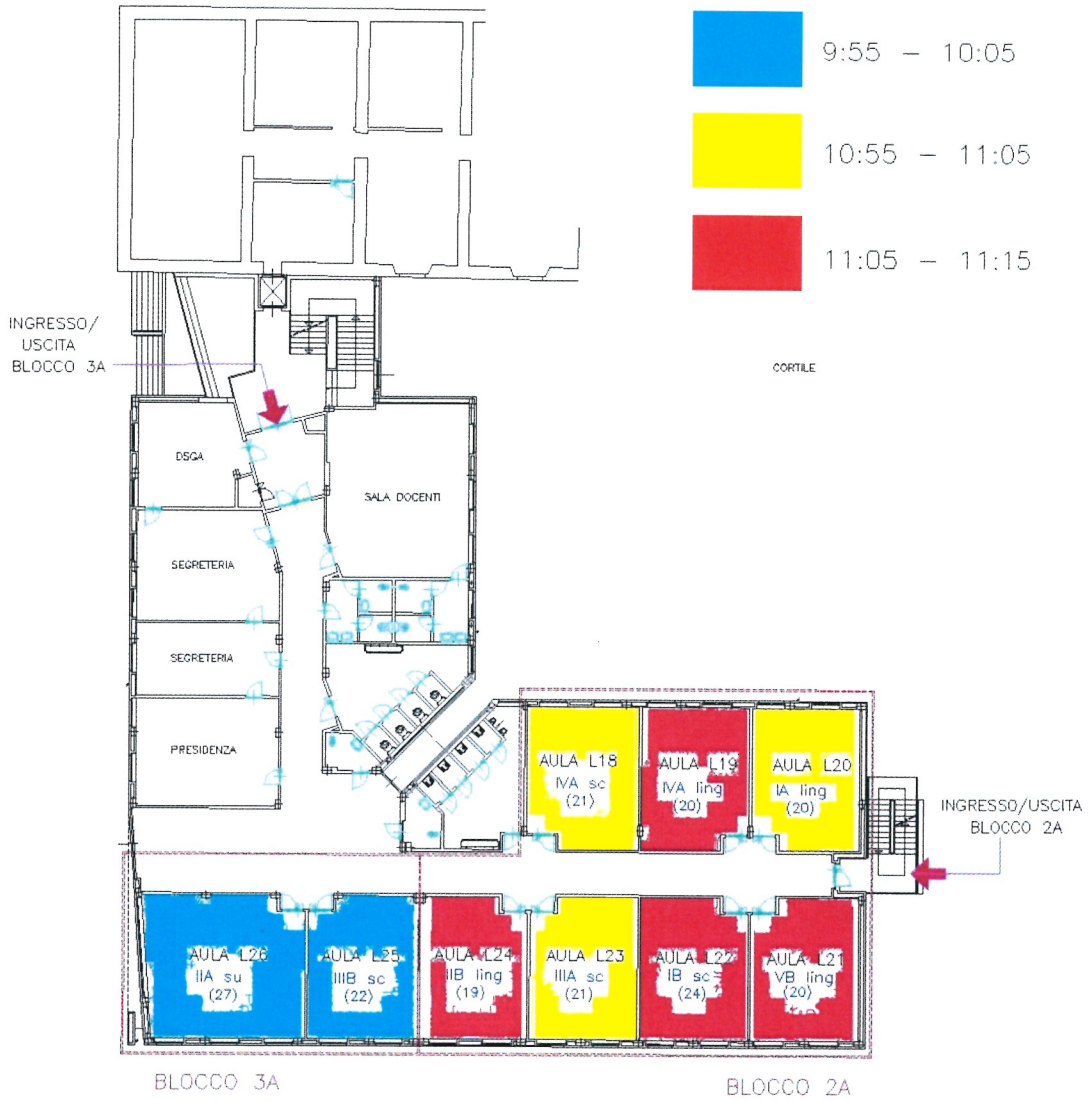 9:55 – 10:05
10:55 – 11:05
11:05 – 11:15
INGRESSO/
USCITA
BLOCCO 3A
CORTILE
DSGA
SALA DOCENTI
SEGRETERIA
SEGRETERIA
PRESIDENZA
AULA L18
IVA sc
(21)
AULA L19
IVA ling
(20)
AULA L20
IA ling
(20)
INGRESSO/USCITA
BLOCCO 2A
AULA L26
IIA su
(27)
AULA L25
IIIB sc
(22)
AULA L24
IIB ling
(19)
AULA L23
IIIA sc
(21)
AULA L22
IB sc
(24)
AULA L21
VB ling
(20)
BLOCCO 3A
BLOCCO 2A